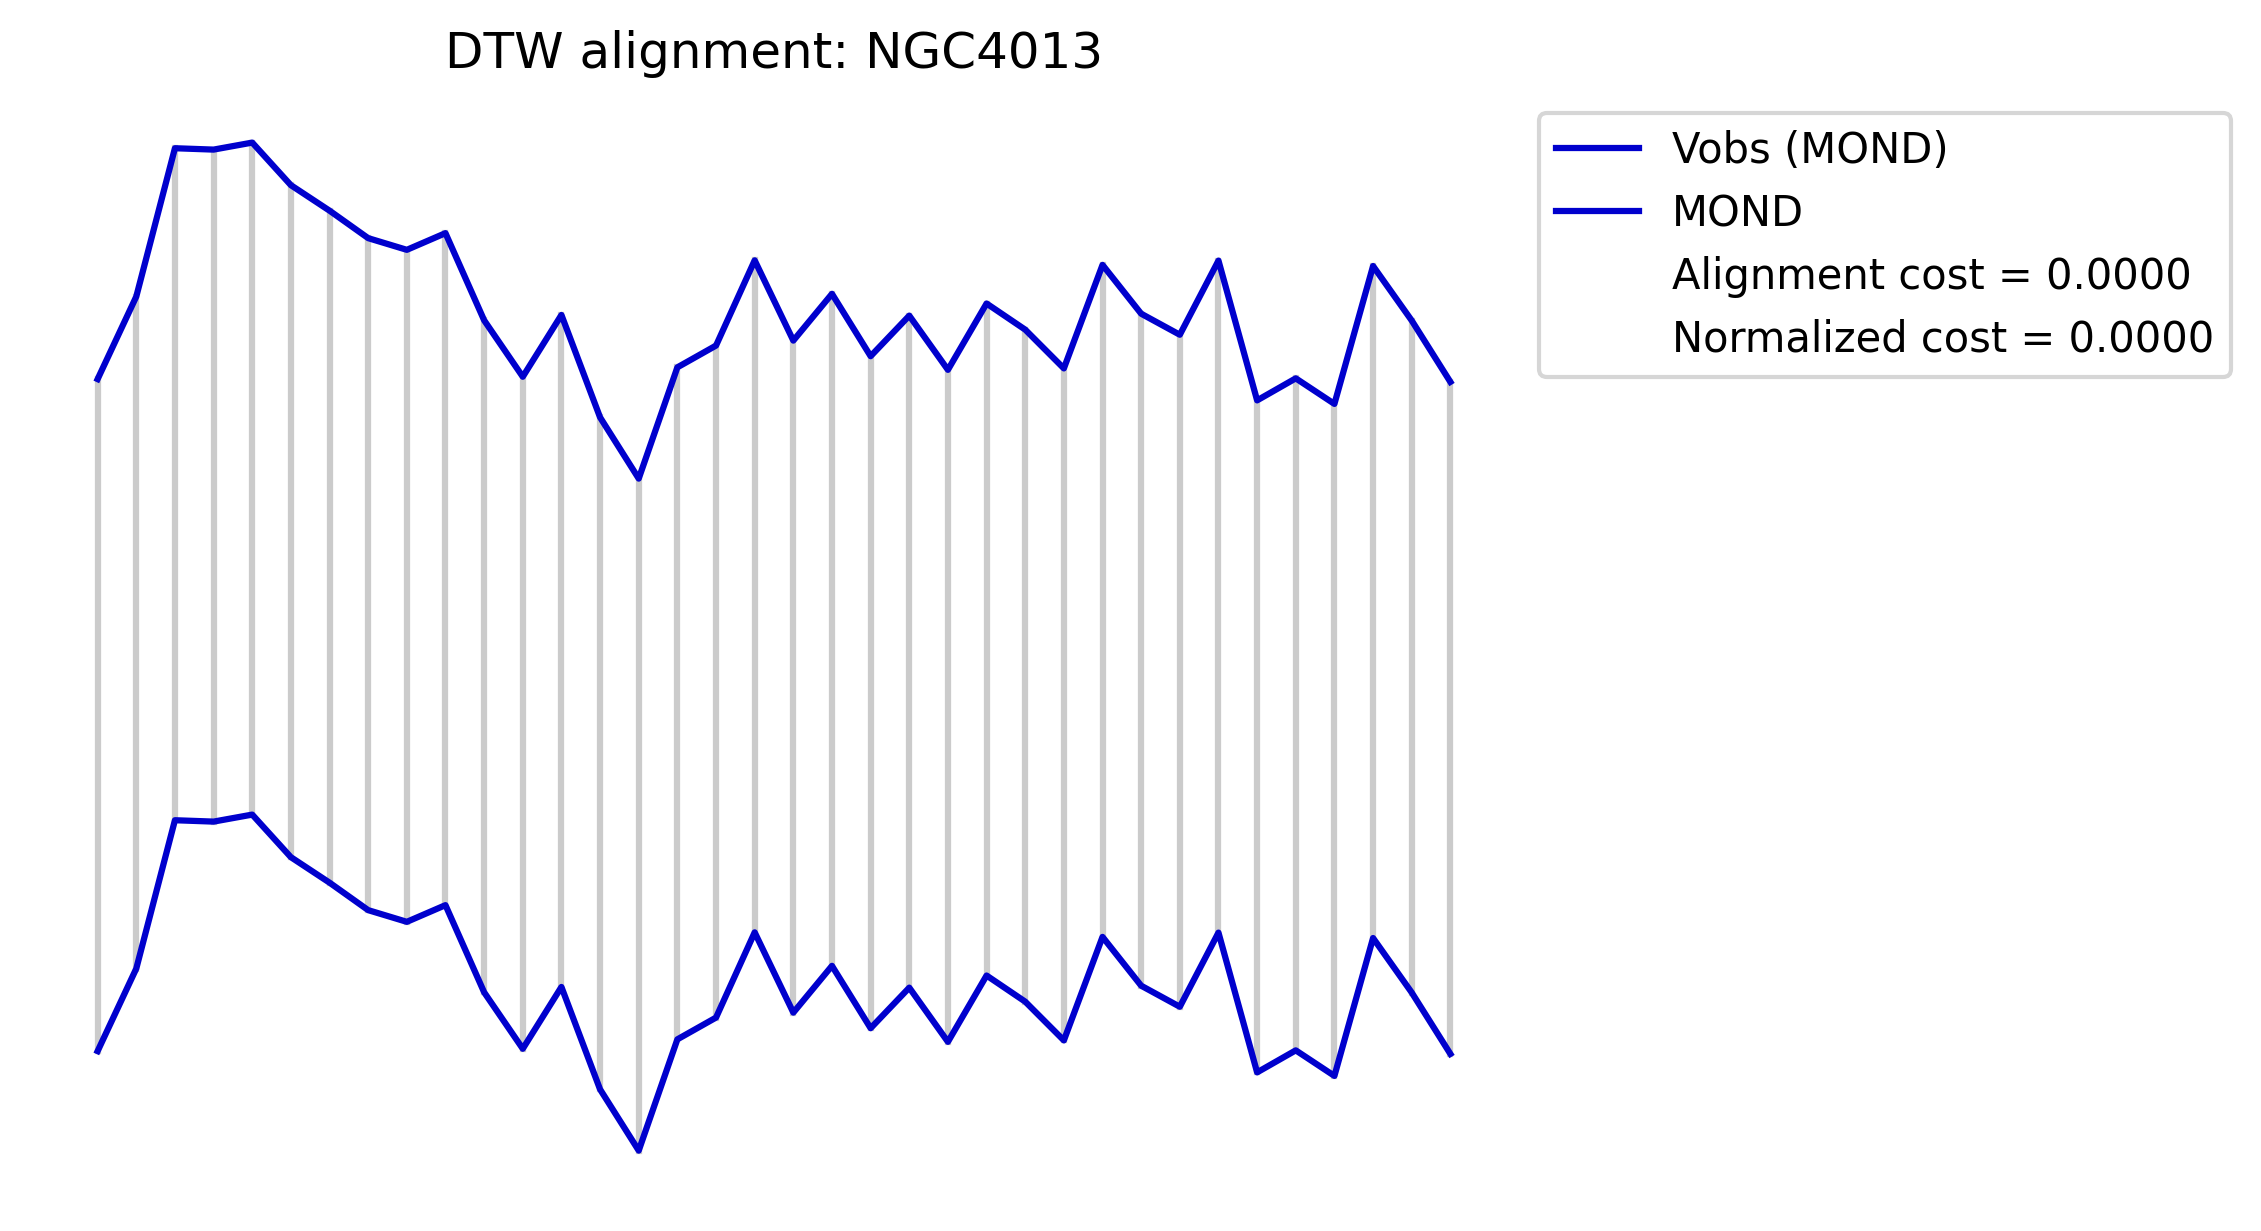 DTW alignment: NGC4013
Vobs (MOND)
MOND
Alignment cost = 0.0000
Normalized cost = 0.0000